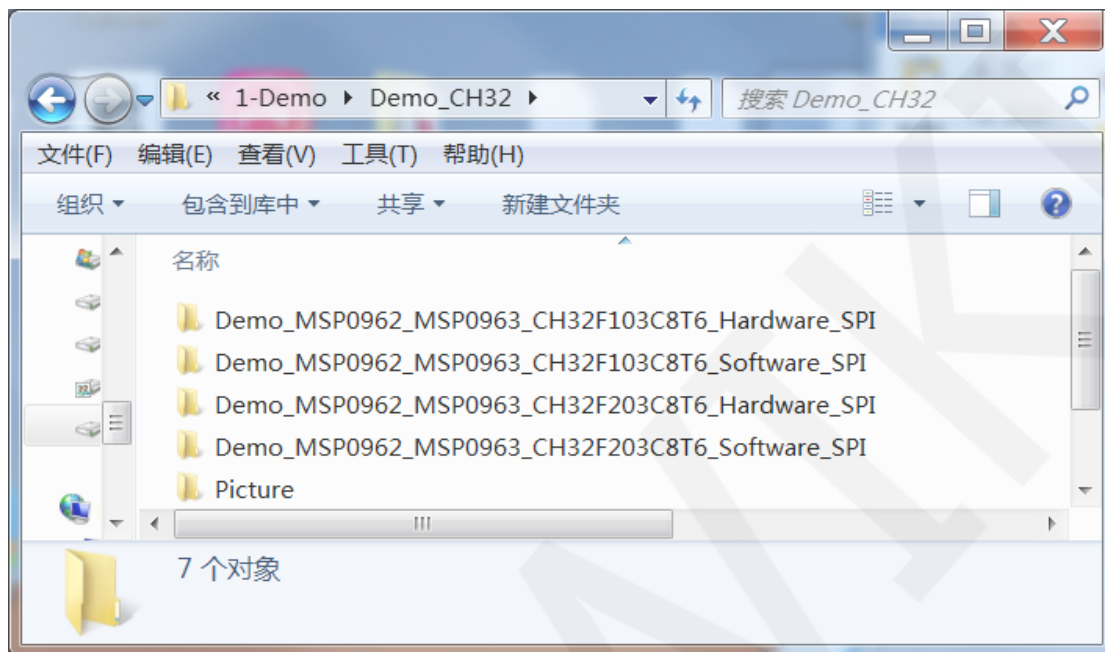 « 1-Demo Demo_CH32 搜索 Demo_CH32
文件(F) 编辑(E) 查看(V) 工具(T) 帮助(H)
组织 包含到库中 共享 新建文件夹
名称
Demo_MSP0962_MSP0963_CH32F103C8T6_Hardware_SPI
Demo_MSP0962_MSP0963_CH32F103C8T6_Software_SPI
Demo_MSP0962_MSP0963_CH32F203C8T6_Hardware_SPI
Demo_MSP0962_MSP0963_CH32F203C8T6_Software_SPI
Picture
7 个对象